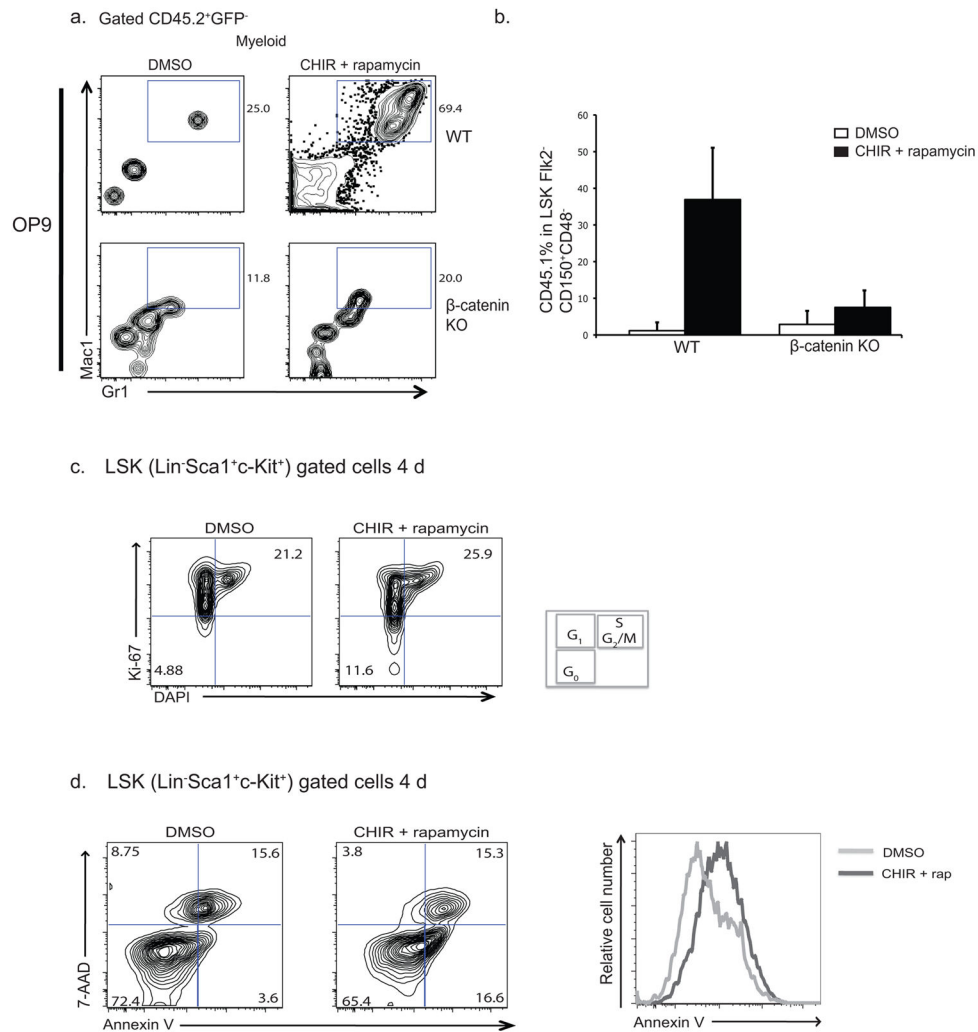 a. Gated CD45.2⁺GFP⁻
Myeloid
DMSO
CHIR + rapamycin
25.0
69.4
WT
OP9
11.8
20.0
β-catenin
KO
Mac1
Gr1
b.
60
50
40
30
20
10
0
CD45.1% in LSK Flk2⁻
CD150⁺CD48⁻
DMSO
CHIR + rapamycin
WT
β-catenin KO
c. LSK (Lin⁻Sca1⁺c-Kit⁺) gated cells 4 d
DMSO
CHIR + rapamycin
21.2
25.9
Ki-67
4.88
11.6
DAPI
G₁
S
G₂/M
G₀
d. LSK (Lin⁻Sca1⁺c-Kit⁺) gated cells 4 d
DMSO
CHIR + rapamycin
8.75
15.6
3.8
15.3
7-AAD
72.4
3.6
65.4
16.6
Annexin V
Relative cell number
Annexin V
DMSO
CHIR + rap